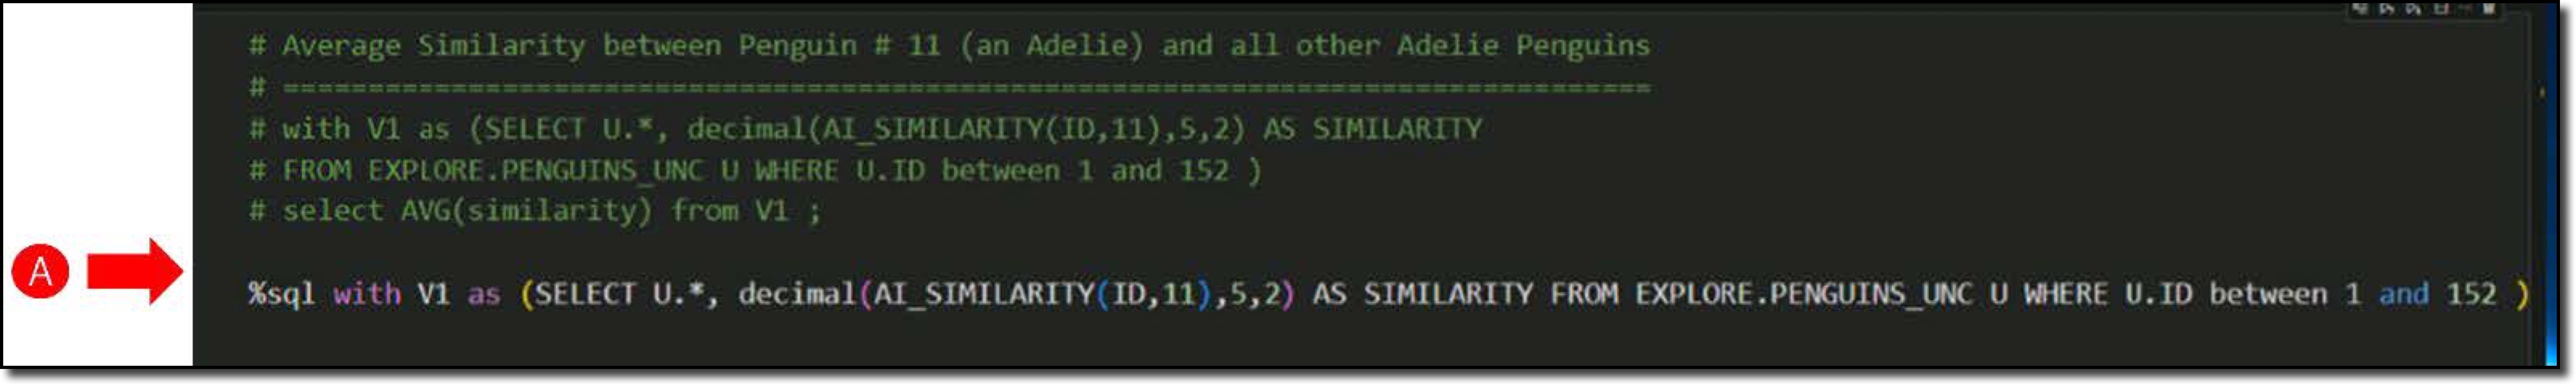 # Average Similarity between Penguin # 11 (an Adelie) and all other Adelie Penguins
# =================================================================================
# with V1 as (SELECT U.*, decimal(AI_SIMILARITY(ID,11),5,2) AS SIMILARITY
# FROM EXPLORE.PENGUINS_UNC U WHERE U.ID between 1 and 152 )
# select AVG(similarity) from V1 ;
A
%sql with V1 as (SELECT U.*, decimal(AI_SIMILARITY(ID,11),5,2) AS SIMILARITY FROM EXPLORE.PENGUINS_UNC U WHERE U.ID between 1 and 152 )